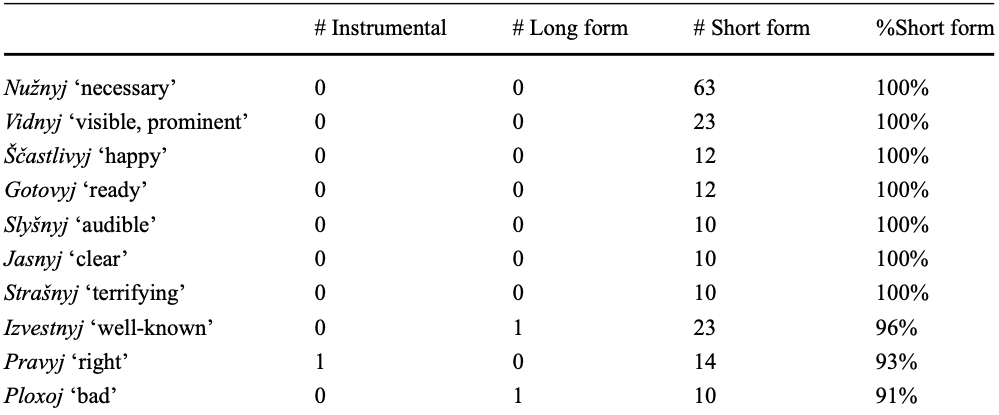 # Instrumental # Long form # Short form %Short form
Nužnyj ‘necessary’ 0 0 63 100%
Vidnyj ‘visible, prominent’ 0 0 23 100%
Ščastlivyj ‘happy’ 0 0 12 100%
Gotovyj ‘ready’ 0 0 12 100%
Slyšnyj ‘audible’ 0 0 10 100%
Jasnyj ‘clear’ 0 0 10 100%
Strašnyj ‘terrifying’ 0 0 10 100%
Izvestnyj ‘well-known’ 0 1 23 96%
Pravyj ‘right’ 1 0 14 93%
Ploxoj ‘bad’ 0 1 10 91%